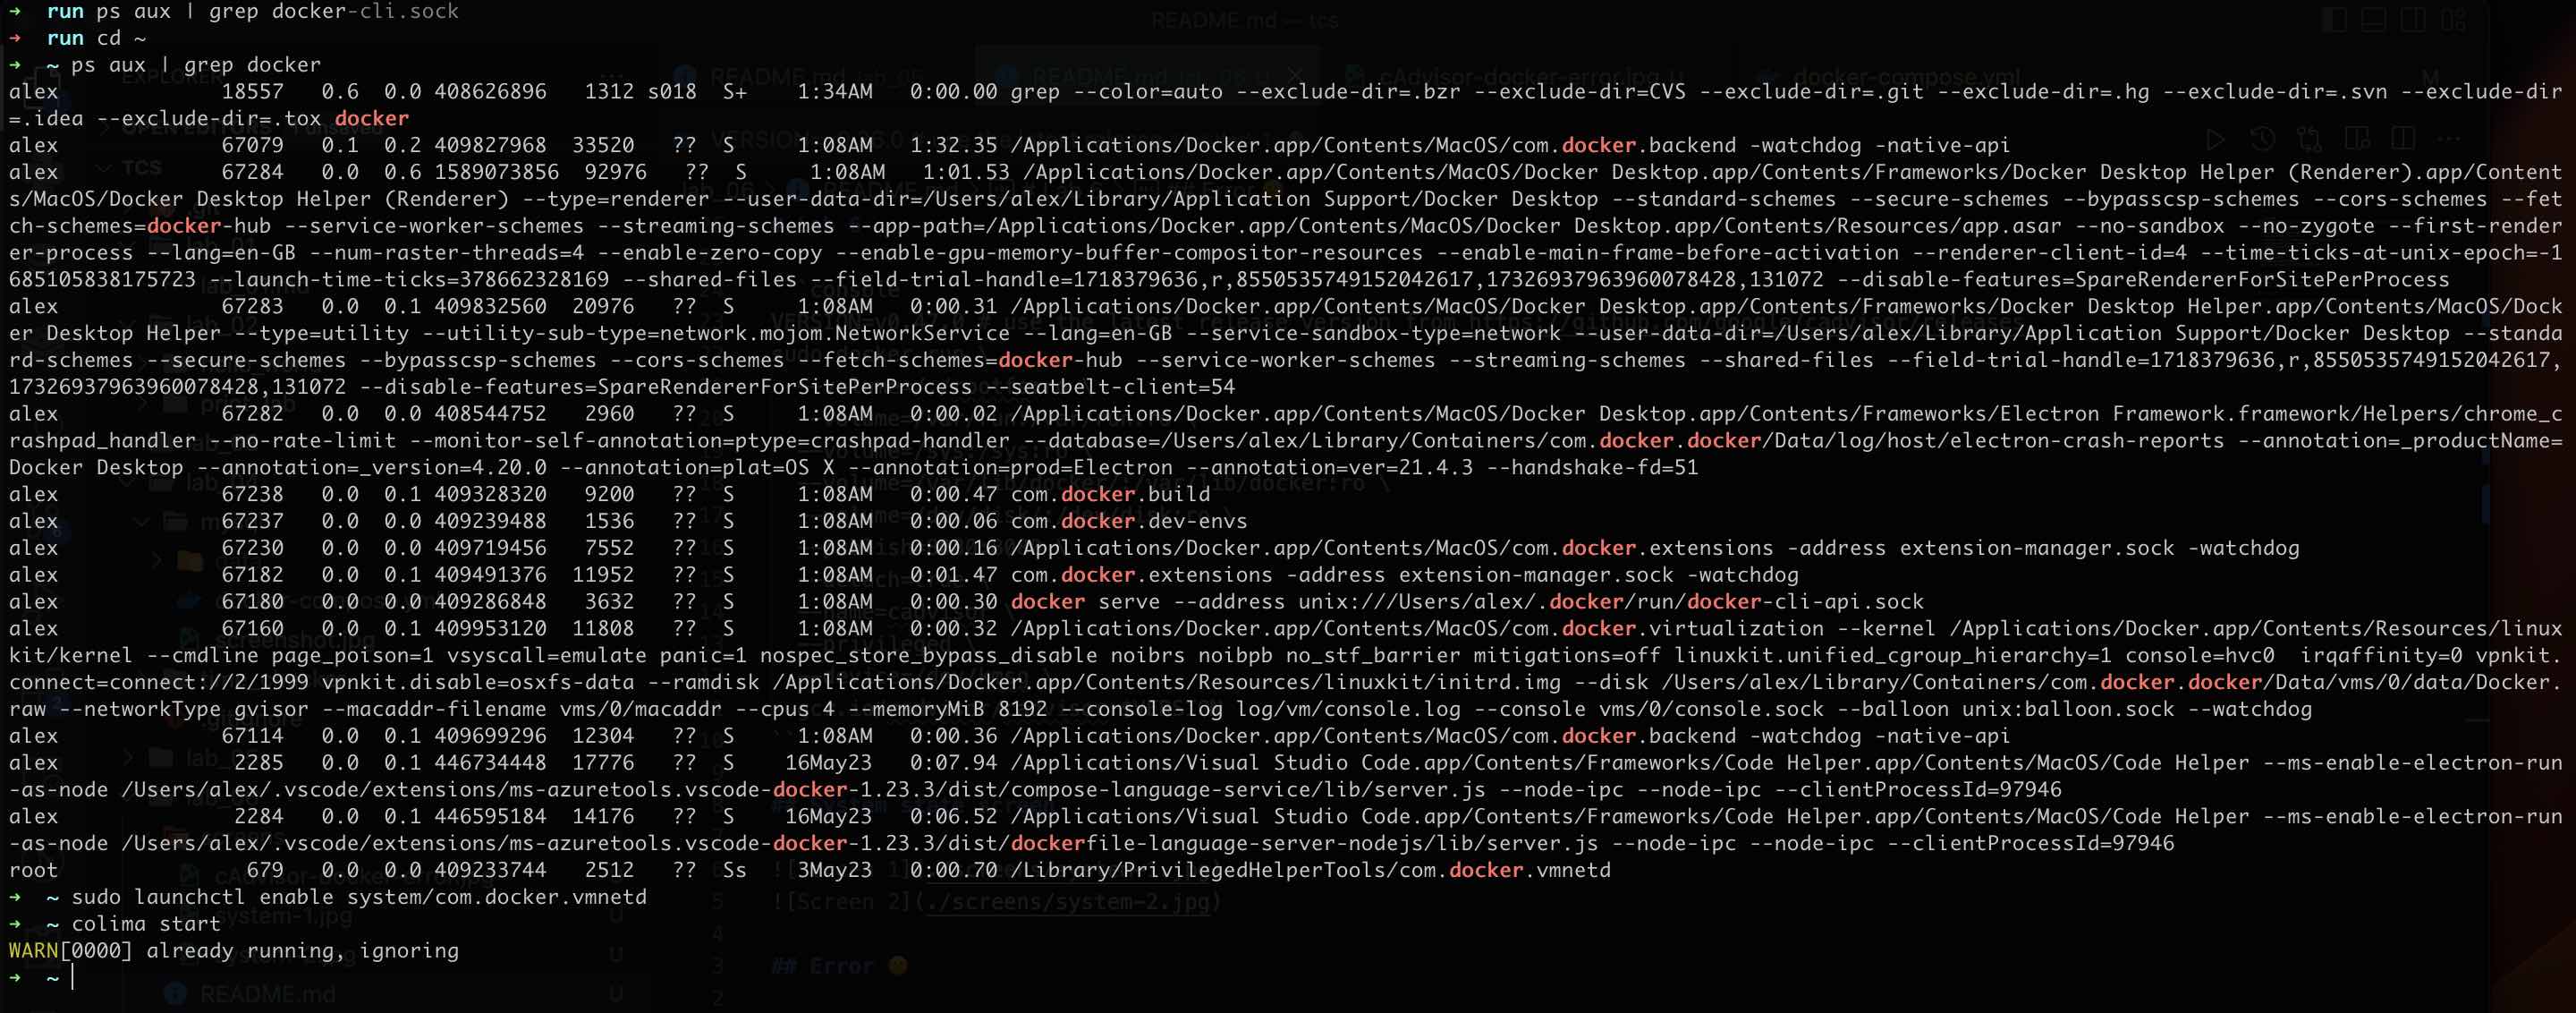 ➜  run ps aux | grep docker-cli.sock
➜  run cd ~
➜  ~ ps aux | grep docker
alex             18557   0.6  0.0 408626896   1312 s018  S+    1:34AM   0:00.00 grep --color=auto --exclude-dir=.bzr --exclude-dir=CVS --exclude-dir=.git --exclude-dir=.hg --exclude-dir=.svn --exclude-dir
=.idea --exclude-dir=.tox docker
alex             67079   0.1  0.2 409827968  33520   ??  S     1:08AM   1:32.35 /Applications/Docker.app/Contents/MacOS/com.docker.backend -watchdog -native-api
alex             67284   0.0  0.6 1589073856  92976   ??  S     1:08AM   1:01.53 /Applications/Docker.app/Contents/MacOS/Docker Desktop.app/Contents/Frameworks/Docker Desktop Helper (Renderer).app/Content
s/MacOS/Docker Desktop Helper (Renderer) --type=renderer --user-data-dir=/Users/alex/Library/Application Support/Docker Desktop --standard-schemes --secure-schemes --bypasscsp-schemes --cors-schemes --fet
ch-schemes=docker-hub --service-worker-schemes --streaming-schemes --app-path=/Applications/Docker.app/Contents/MacOS/Docker Desktop.app/Contents/Resources/app.asar --no-sandbox --no-zygote --first-render
er-process --lang=en-GB --num-raster-threads=4 --enable-zero-copy --enable-gpu-memory-buffer-compositor-resources --enable-main-frame-before-activation --renderer-client-id=4 --time-ticks-at-unix-epoch=-1
685105838175723 --launch-time-ticks=378662328169 --shared-files --field-trial-handle=1718379636,r,8550535749152042617,17326937963960078428,131072 --disable-features=SpareRendererForSitePerProcess
alex             67283   0.0  0.1 409832560  20976   ??  S     1:08AM   0:00.31 /Applications/Docker.app/Contents/MacOS/Docker Desktop.app/Contents/Frameworks/Docker Desktop Helper.app/Contents/MacOS/Dock
er Desktop Helper --type=utility --utility-sub-type=network.mojom.NetworkService --lang=en-GB --service-sandbox-type=network --user-data-dir=/Users/alex/Library/Application Support/Docker Desktop --standa
rd-schemes --secure-schemes --bypasscsp-schemes --cors-schemes --fetch-schemes=docker-hub --service-worker-schemes --streaming-schemes --shared-files --field-trial-handle=1718379636,r,8550535749152042617,
17326937963960078428,131072 --disable-features=SpareRendererForSitePerProcess --seatbelt-client=54
alex             67282   0.0  0.0 408544752   2960   ??  S     1:08AM   0:00.02 /Applications/Docker.app/Contents/MacOS/Docker Desktop.app/Contents/Frameworks/Electron Framework.framework/Helpers/chrome_c
rashpad_handler --no-rate-limit --monitor-self-annotation=ptype=crashpad-handler --database=/Users/alex/Library/Containers/com.docker.docker/Data/log/host/electron-crash-reports --annotation=_productName=
Docker Desktop --annotation=_version=4.20.0 --annotation=plat=OS X --annotation=prod=Electron --annotation=ver=21.4.3 --handshake-fd=51
alex             67238   0.0  0.1 409328320   9200   ??  S     1:08AM   0:00.47 com.docker.build
alex             67237   0.0  0.0 409239488   1536   ??  S     1:08AM   0:00.06 com.docker.dev-envs
alex             67230   0.0  0.0 409719456   7552   ??  S     1:08AM   0:00.16 /Applications/Docker.app/Contents/MacOS/com.docker.extensions -address extension-manager.sock -watchdog
alex             67182   0.0  0.1 409491376  11952   ??  S     1:08AM   0:01.47 com.docker.extensions -address extension-manager.sock -watchdog
alex             67180   0.0  0.0 409286848   3632   ??  S     1:08AM   0:00.30 docker serve --address unix:///Users/alex/.docker/run/docker-cli-api.sock
alex             67160   0.0  0.1 409953120  11808   ??  S     1:08AM   0:00.32 /Applications/Docker.app/Contents/MacOS/com.docker.virtualization --kernel /Applications/Docker.app/Contents/Resources/linux
kit/kernel --cmdline page_poison=1 vsyscall=emulate panic=1 nospec_store_bypass_disable noibrs noibpb no_stf_barrier mitigations=off linuxkit.unified_cgroup_hierarchy=1 console=hvc0  irqaffinity=0 vpnkit.
connect=connect://2/1999 vpnkit.disable=osxfs-data --ramdisk /Applications/Docker.app/Contents/Resources/linuxkit/initrd.img --disk /Users/alex/Library/Containers/com.docker.docker/Data/vms/0/data/Docker.
raw --networkType gvisor --macaddr-filename vms/0/macaddr --cpus 4 --memoryMiB 8192 --console-log log/vm/console.log --console vms/0/console.sock --balloon unix:balloon.sock --watchdog
alex             67114   0.0  0.1 409699296  12304   ??  S     1:08AM   0:00.36 /Applications/Docker.app/Contents/MacOS/com.docker.backend -watchdog -native-api
alex              2285   0.0  0.1 446734448  17776   ??  S    16May23   0:07.94 /Applications/Visual Studio Code.app/Contents/Frameworks/Code Helper.app/Contents/MacOS/Code Helper --ms-enable-electron-run
-as-node /Users/alex/.vscode/extensions/ms-azuretools.vscode-docker-1.23.3/dist/compose-language-service/lib/server.js --node-ipc --node-ipc --clientProcessId=97946
alex              2284   0.0  0.1 446595184  14176   ??  S    16May23   0:06.52 /Applications/Visual Studio Code.app/Contents/Frameworks/Code Helper.app/Contents/MacOS/Code Helper --ms-enable-electron-run
-as-node /Users/alex/.vscode/extensions/ms-azuretools.vscode-docker-1.23.3/dist/dockerfile-language-server-nodejs/lib/server.js --node-ipc --node-ipc --clientProcessId=97946
root               679   0.0  0.0 409233744   2512   ??  Ss    3May23   0:00.70 /Library/PrivilegedHelperTools/com.docker.vmnetd
➜  ~ sudo launchctl enable system/com.docker.vmnetd
➜  ~ colima start
WARN[0000] already running, ignoring
➜  ~
README.md — tcs
![Screen 2](./screens/system-2.jpg)
## Error
system-1.jpg
README.md